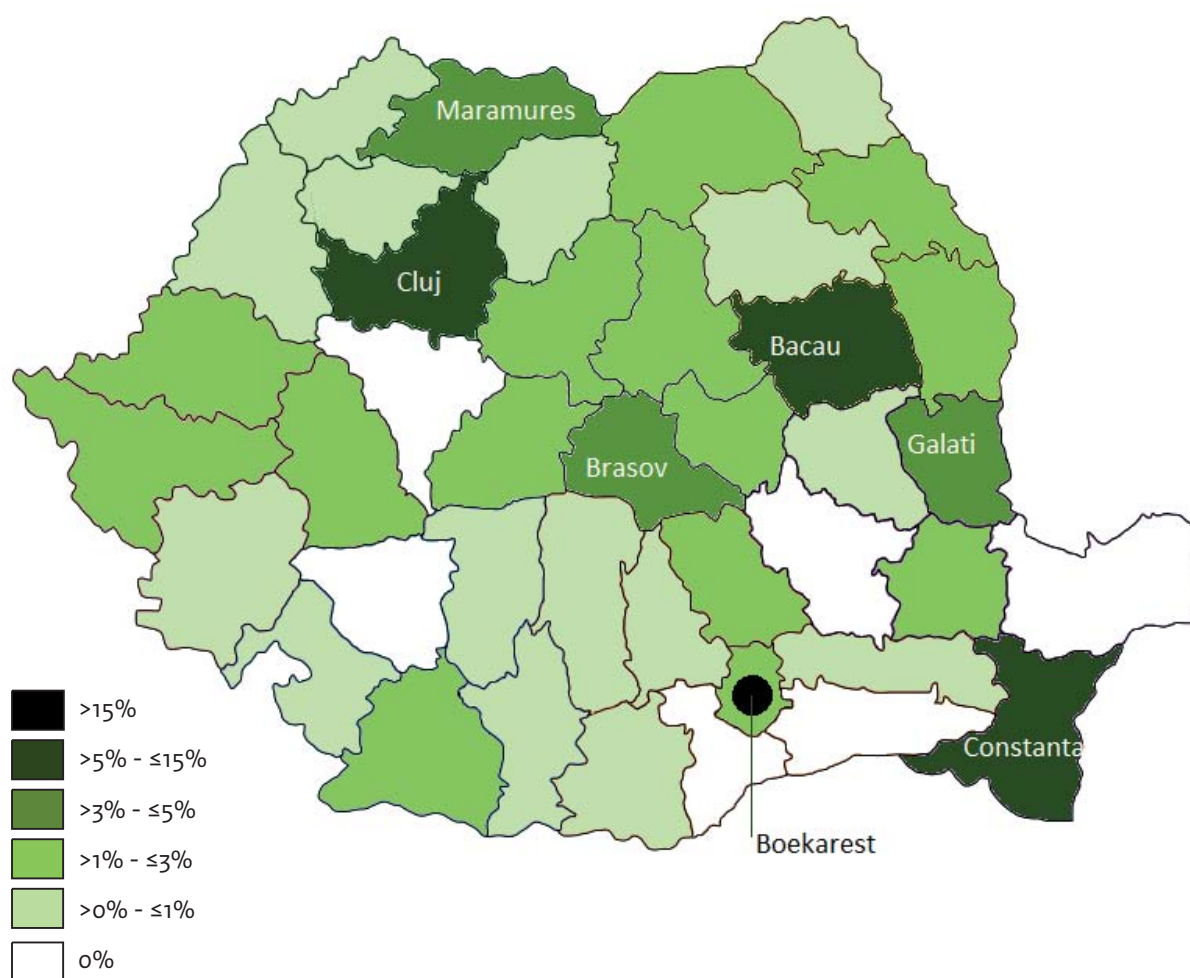 Maramures
Cluj
Bacau
Galati
Brasov
Constanta
Boekarest
>15%
>5% - ≤15%
>3% - ≤5%
>1% - ≤3%
>0% - ≤1%
0%